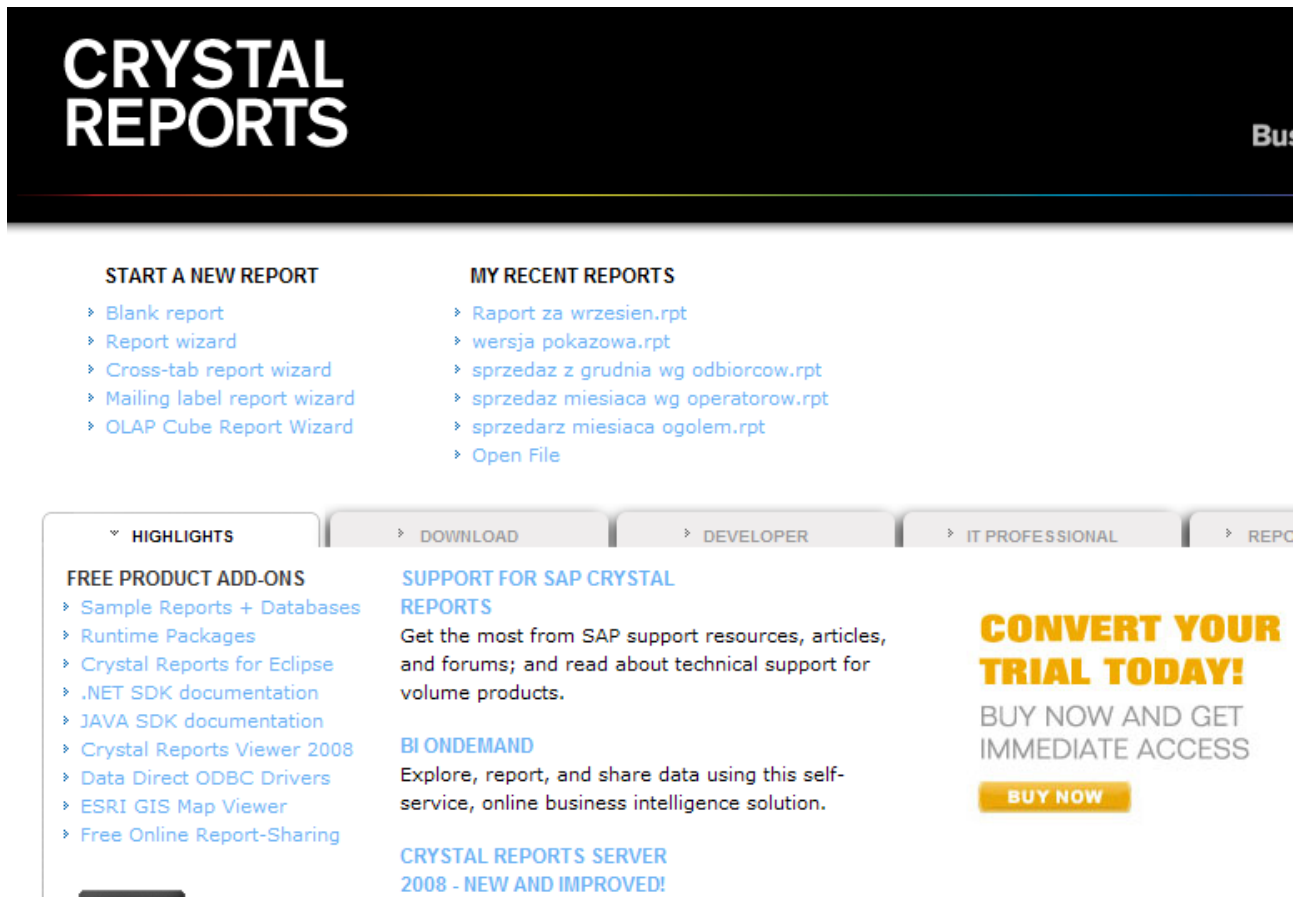 CRYSTAL
REPORTS
START A NEW REPORT
Blank report
Report wizard
Cross-tab report wizard
Mailing label report wizard
OLAP Cube Report Wizard
MY RECENT REPORTS
Raport za wrzesien.rpt
wersja pokazowa.rpt
sprzedaz z grudnia wg odbiorcow.rpt
sprzedaz miesiaca wg operatorow.rpt
sprzedarz miesiaca ogolem.rpt
Open File
HIGHLIGHTS
DOWNLOAD
DEVELOPER
IT PROFESSIONAL
FREE PRODUCT ADD-ONS
Sample Reports + Databases
Runtime Packages
Crystal Reports for Eclipse
.NET SDK documentation
JAVA SDK documentation
Crystal Reports Viewer 2008
Data Direct ODBC Drivers
ESRI GIS Map Viewer
Free Online Report-Sharing
SUPPORT FOR SAP CRYSTAL
REPORTS
Get the most from SAP support resources, articles,
and forums; and read about technical support for
volume products.
BI ONDEMAND
Explore, report, and share data using this self-
service, online business intelligence solution.
CRYSTAL REPORTS SERVER
2008 - NEW AND IMPROVED!
CONVERT YOUR
TRIAL TODAY!
BUY NOW AND GET
IMMEDIATE ACCESS
BUY NOW